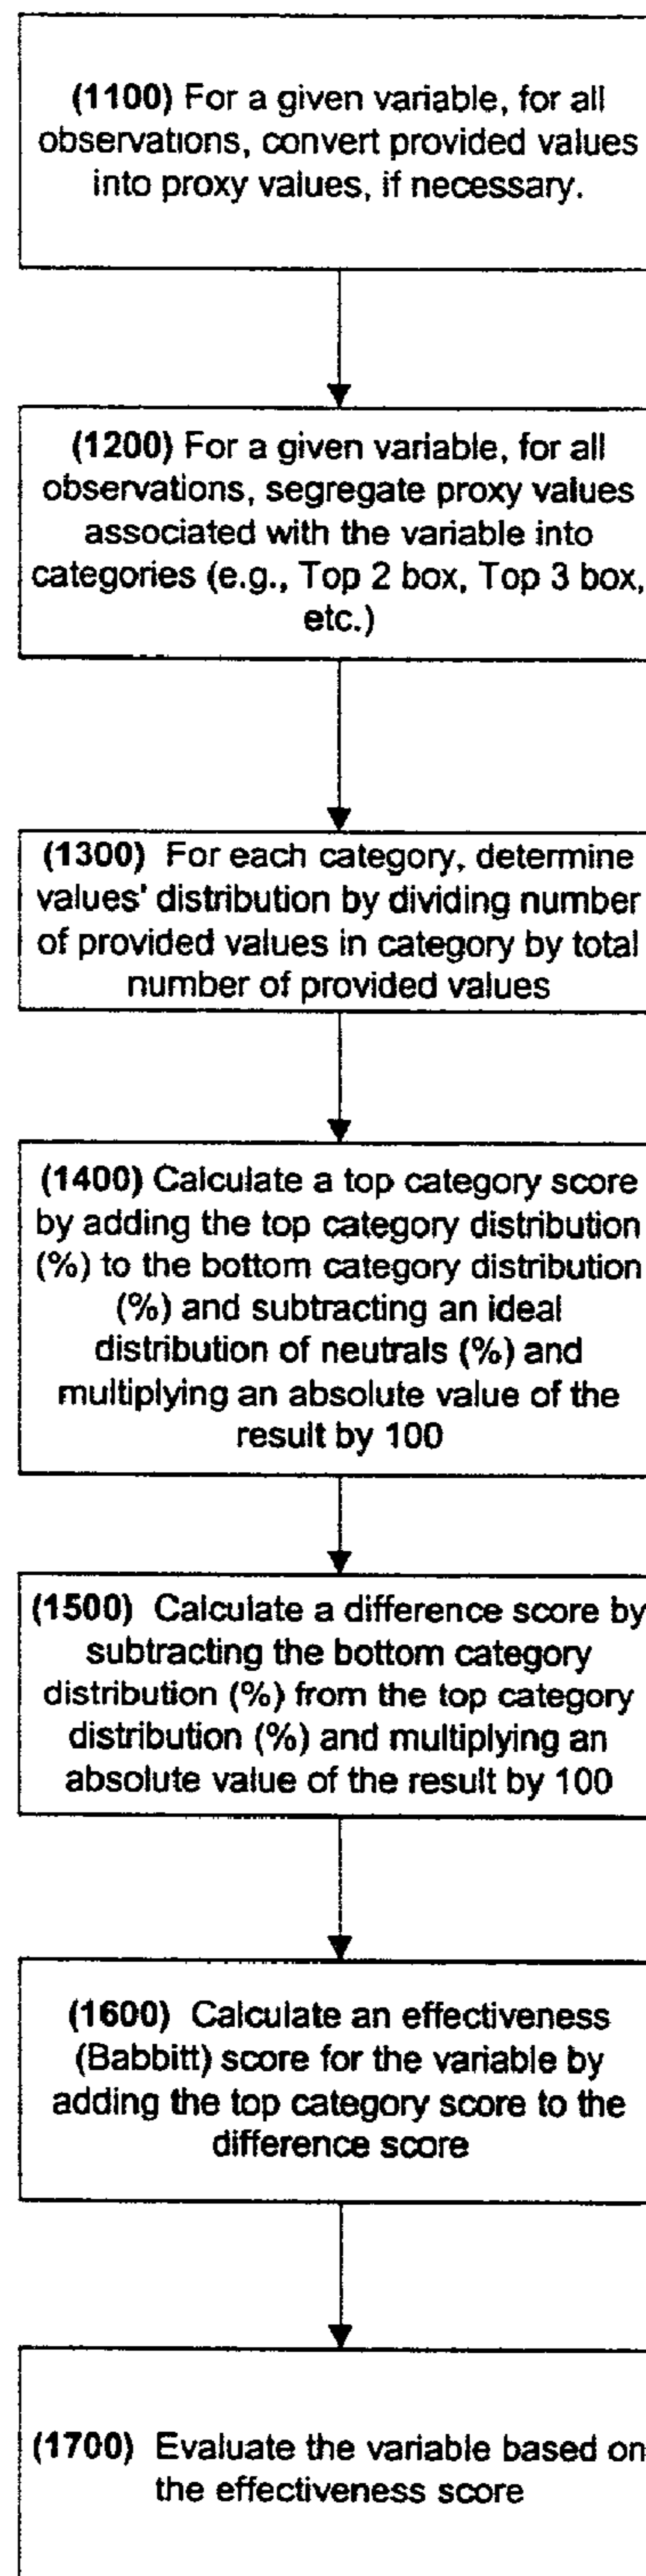 (1100) For a given variable, for all
observations, convert provided values
into proxy values, if necessary.
(1200) For a given variable, for all
observations, segregate proxy values
associated with the variable into
categories (e.g., Top 2 box, Top 3 box,
etc.)
(1300) For each category, determine
values' distribution by dividing number
of provided values in category by total
number of provided values
(1400) Calculate a top category score
by adding the top category distribution
(%) to the bottom category distribution
(%) and subtracting an ideal
distribution of neutrals (%) and
multiplying an absolute value of the
result by 100
(1500) Calculate a difference score by
subtracting the bottom category
distribution (%) from the top category
distribution (%) and multiplying an
absolute value of the result by 100
(1600) Calculate an effectiveness
(Babbitt) score for the variable by
adding the top category score to the
difference score
(1700) Evaluate the variable based on
the effectiveness score